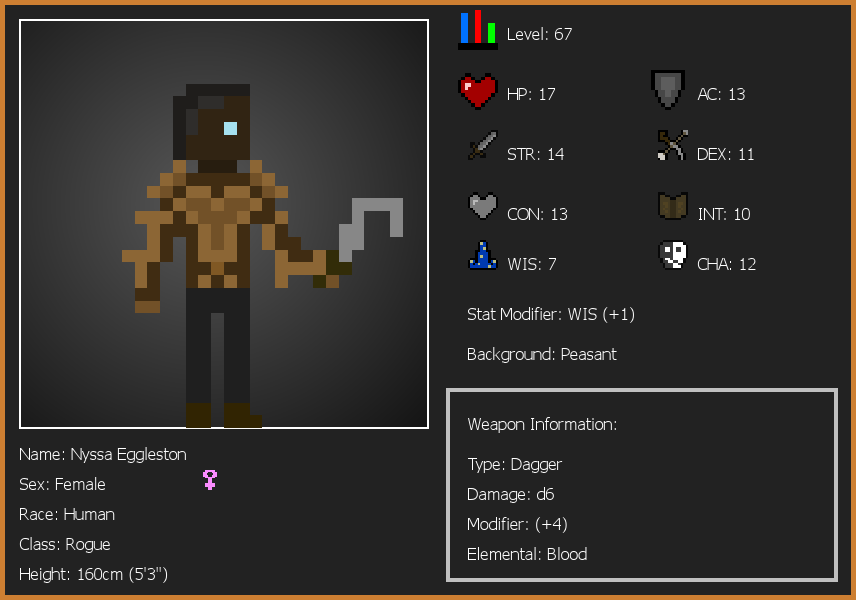 Level: 67
HP: 17
AC: 13
STR: 14
DEX: 11
CON: 13
INT: 10
WIS: 7
CHA: 12
Stat Modifier: WIS (+1)
Background: Peasant
Weapon Information:
Type: Dagger
Damage: d6
Modifier: (+4)
Elemental: Blood
Name: Nyssa Eggleston
Sex: Female
Race: Human
Class: Rogue
Height: 160cm (5'3")